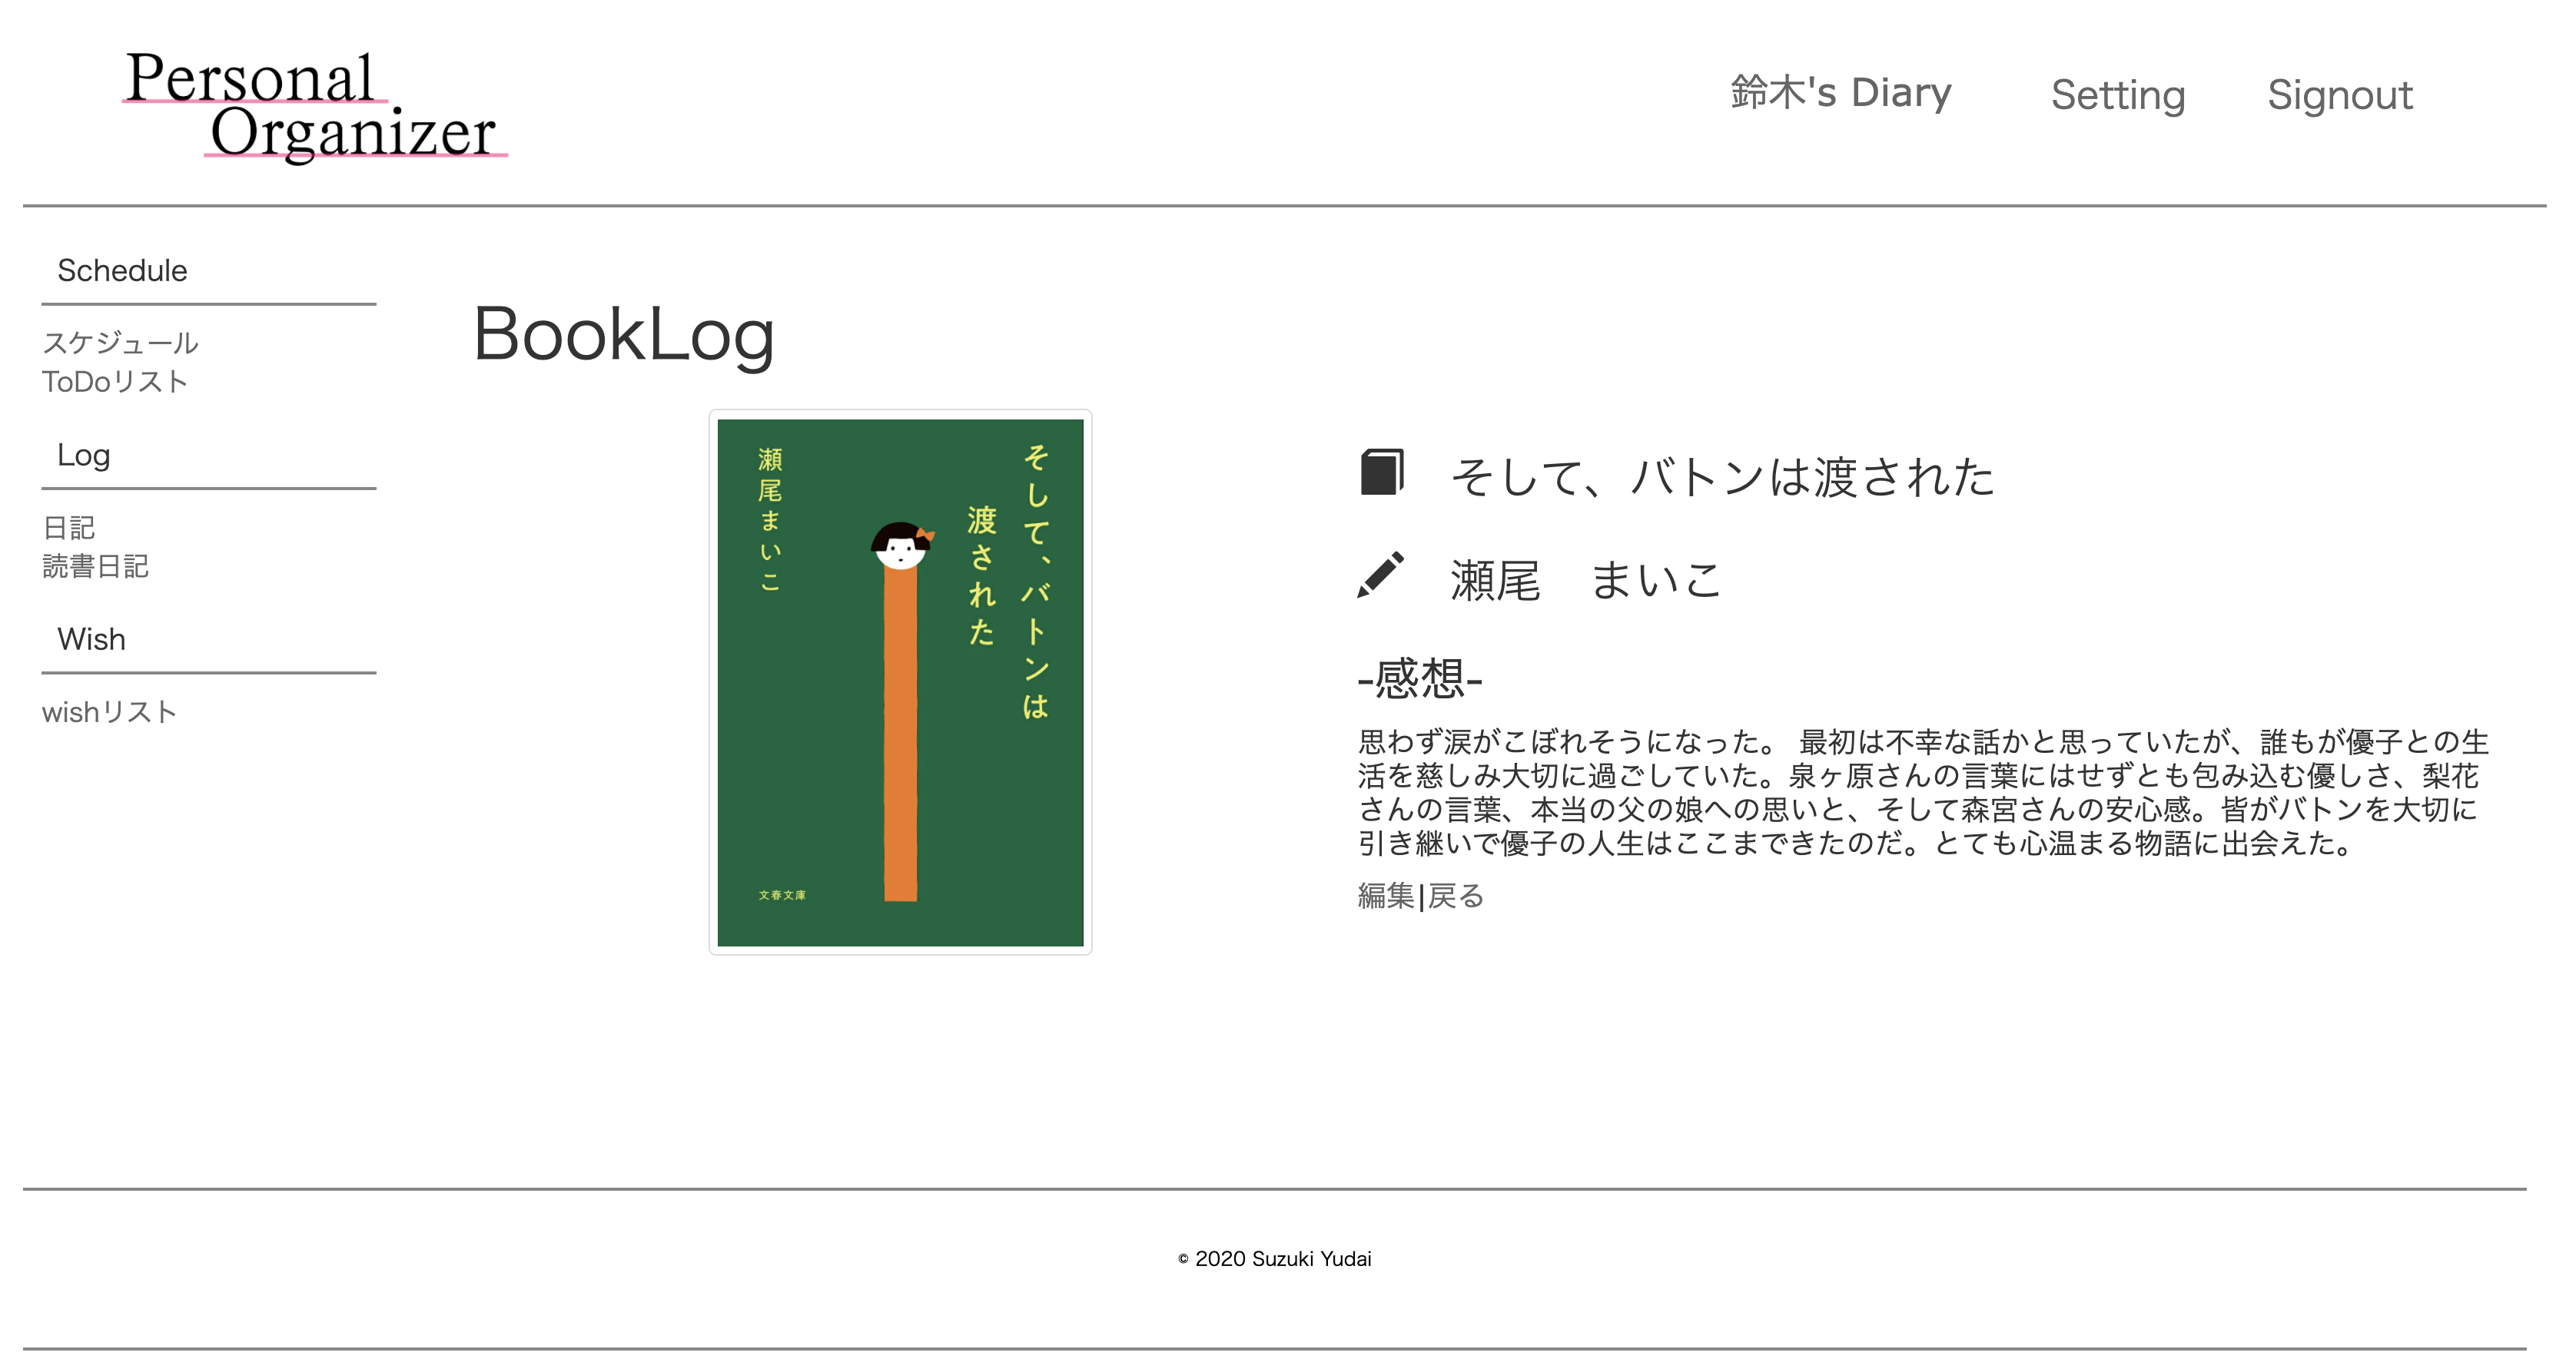 Personal
Organizer
鈴木's Diary
Setting
Signout
Schedule
スケジュール
ToDoリスト
Log
日記
読書日記
Wish
wishリスト
BookLog
そして、バトンは
渡された
瀬尾まいこ
文春文庫
そして、バトンは渡された
瀬尾　まいこ
-感想-
思わず涙がこぼれそうになった。 最初は不幸な話かと思っていたが、誰もが優子との生
活を慈しみ大切に過ごしていた。泉ヶ原さんの言葉にはせずとも包み込む優しさ、梨花
さんの言葉、本当の父の娘への思いと、そして森宮さんの安心感。皆がバトンを大切に
引き継いで優子の人生はここまできたのだ。とても心温まる物語に出会えた。
編集|戻る
© 2020 Suzuki Yudai